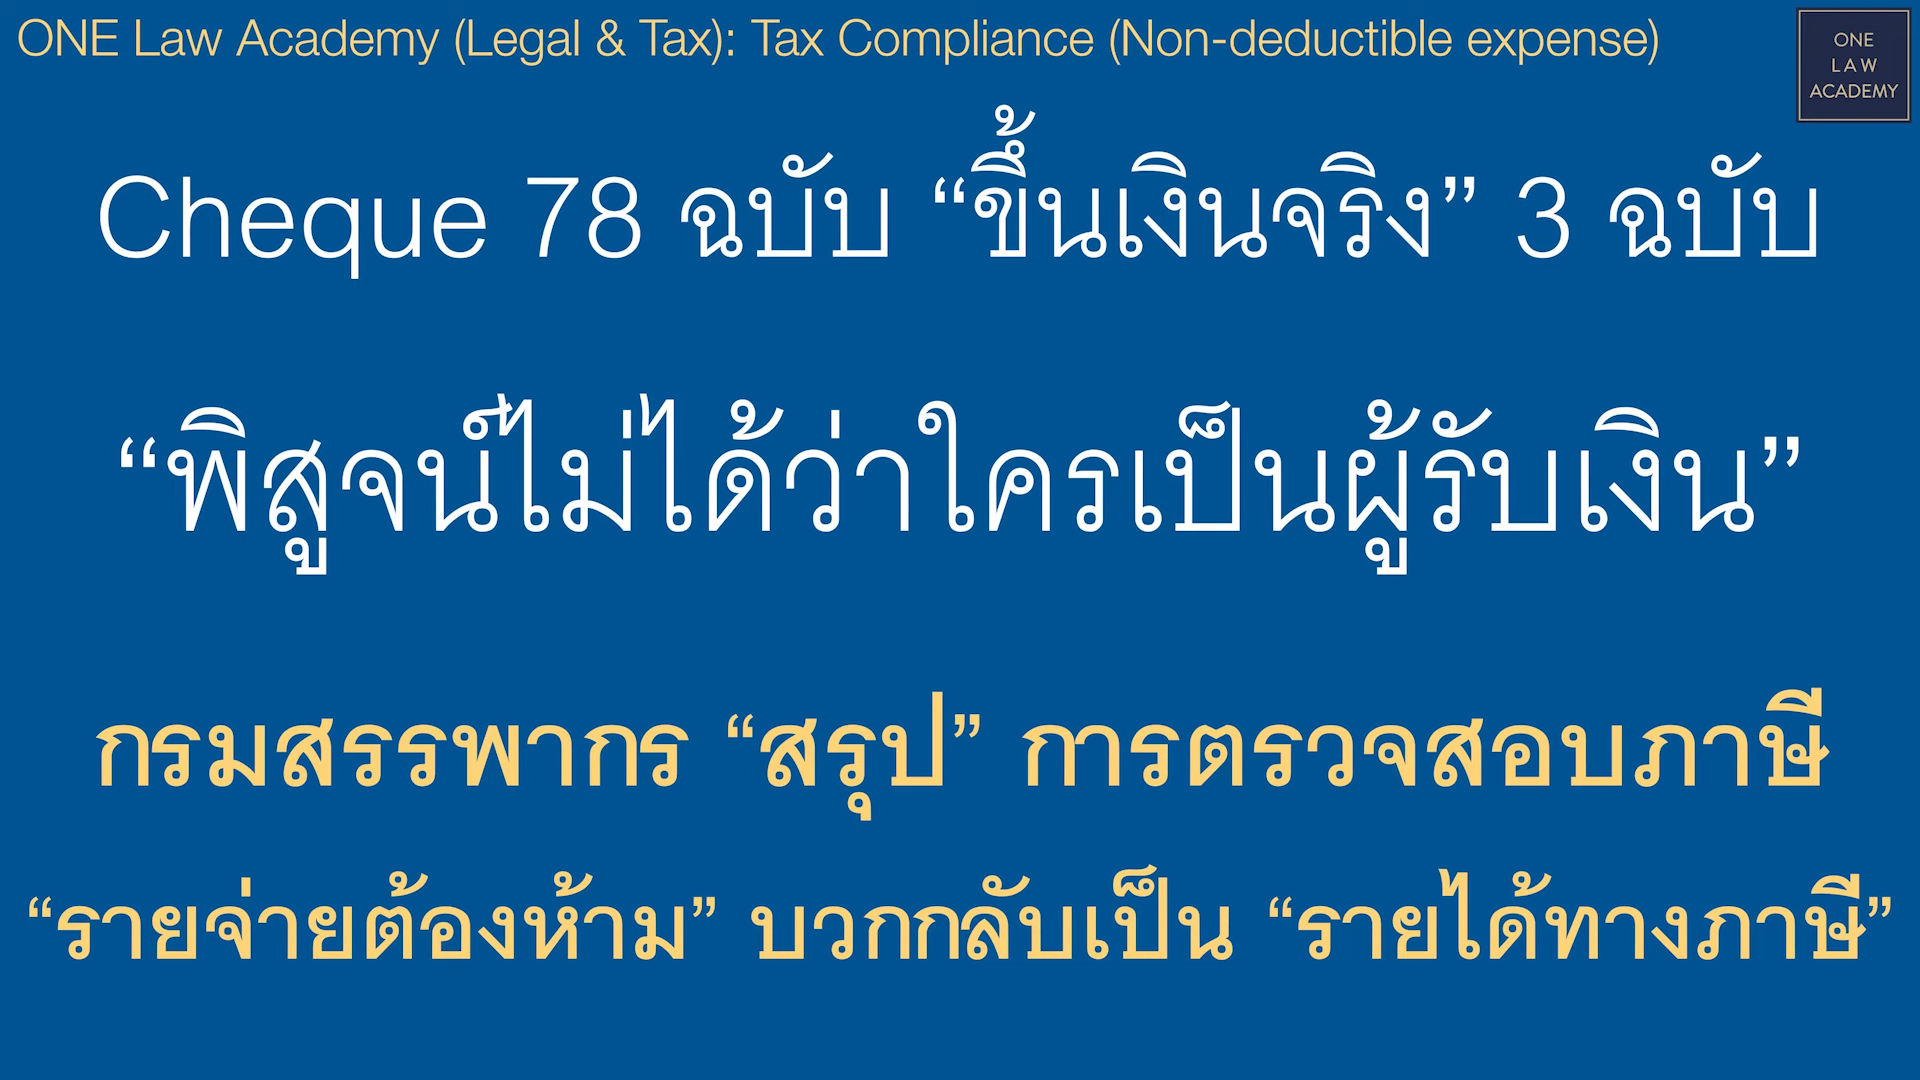 ONE Law Academy (Legal & Tax): Tax Compliance (Non-deductible expense)
ONE
LAW
ACADEMY
Cheque 78 ฉบับ “ขึ้นเงินจริง” 3 ฉบับ
“พิสูจน์ไม่ได้ว่าใครเป็นผู้รับเงิน”
กรมสรรพากร “สรุป” การตรวจสอบภาษี
“รายจ่ายต้องห้าม” บวกกลับเป็น “รายได้ทางภาษี”